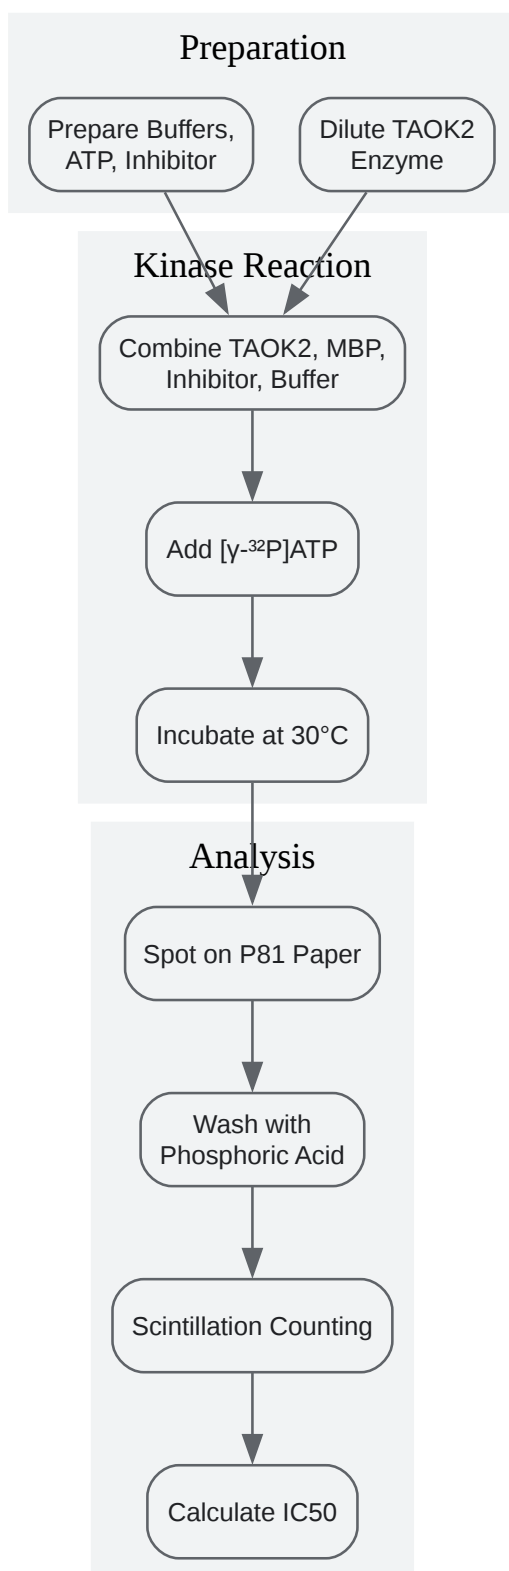 Preparation
Prepare Buffers,
ATP, Inhibitor
Dilute TAOK2
Enzyme
Kinase Reaction
Combine TAOK2, MBP,
Inhibitor, Buffer
Add [γ-³²P]ATP
Incubate at 30°C
Analysis
Spot on P81 Paper
Wash with
Phosphoric Acid
Scintillation Counting
Calculate IC50